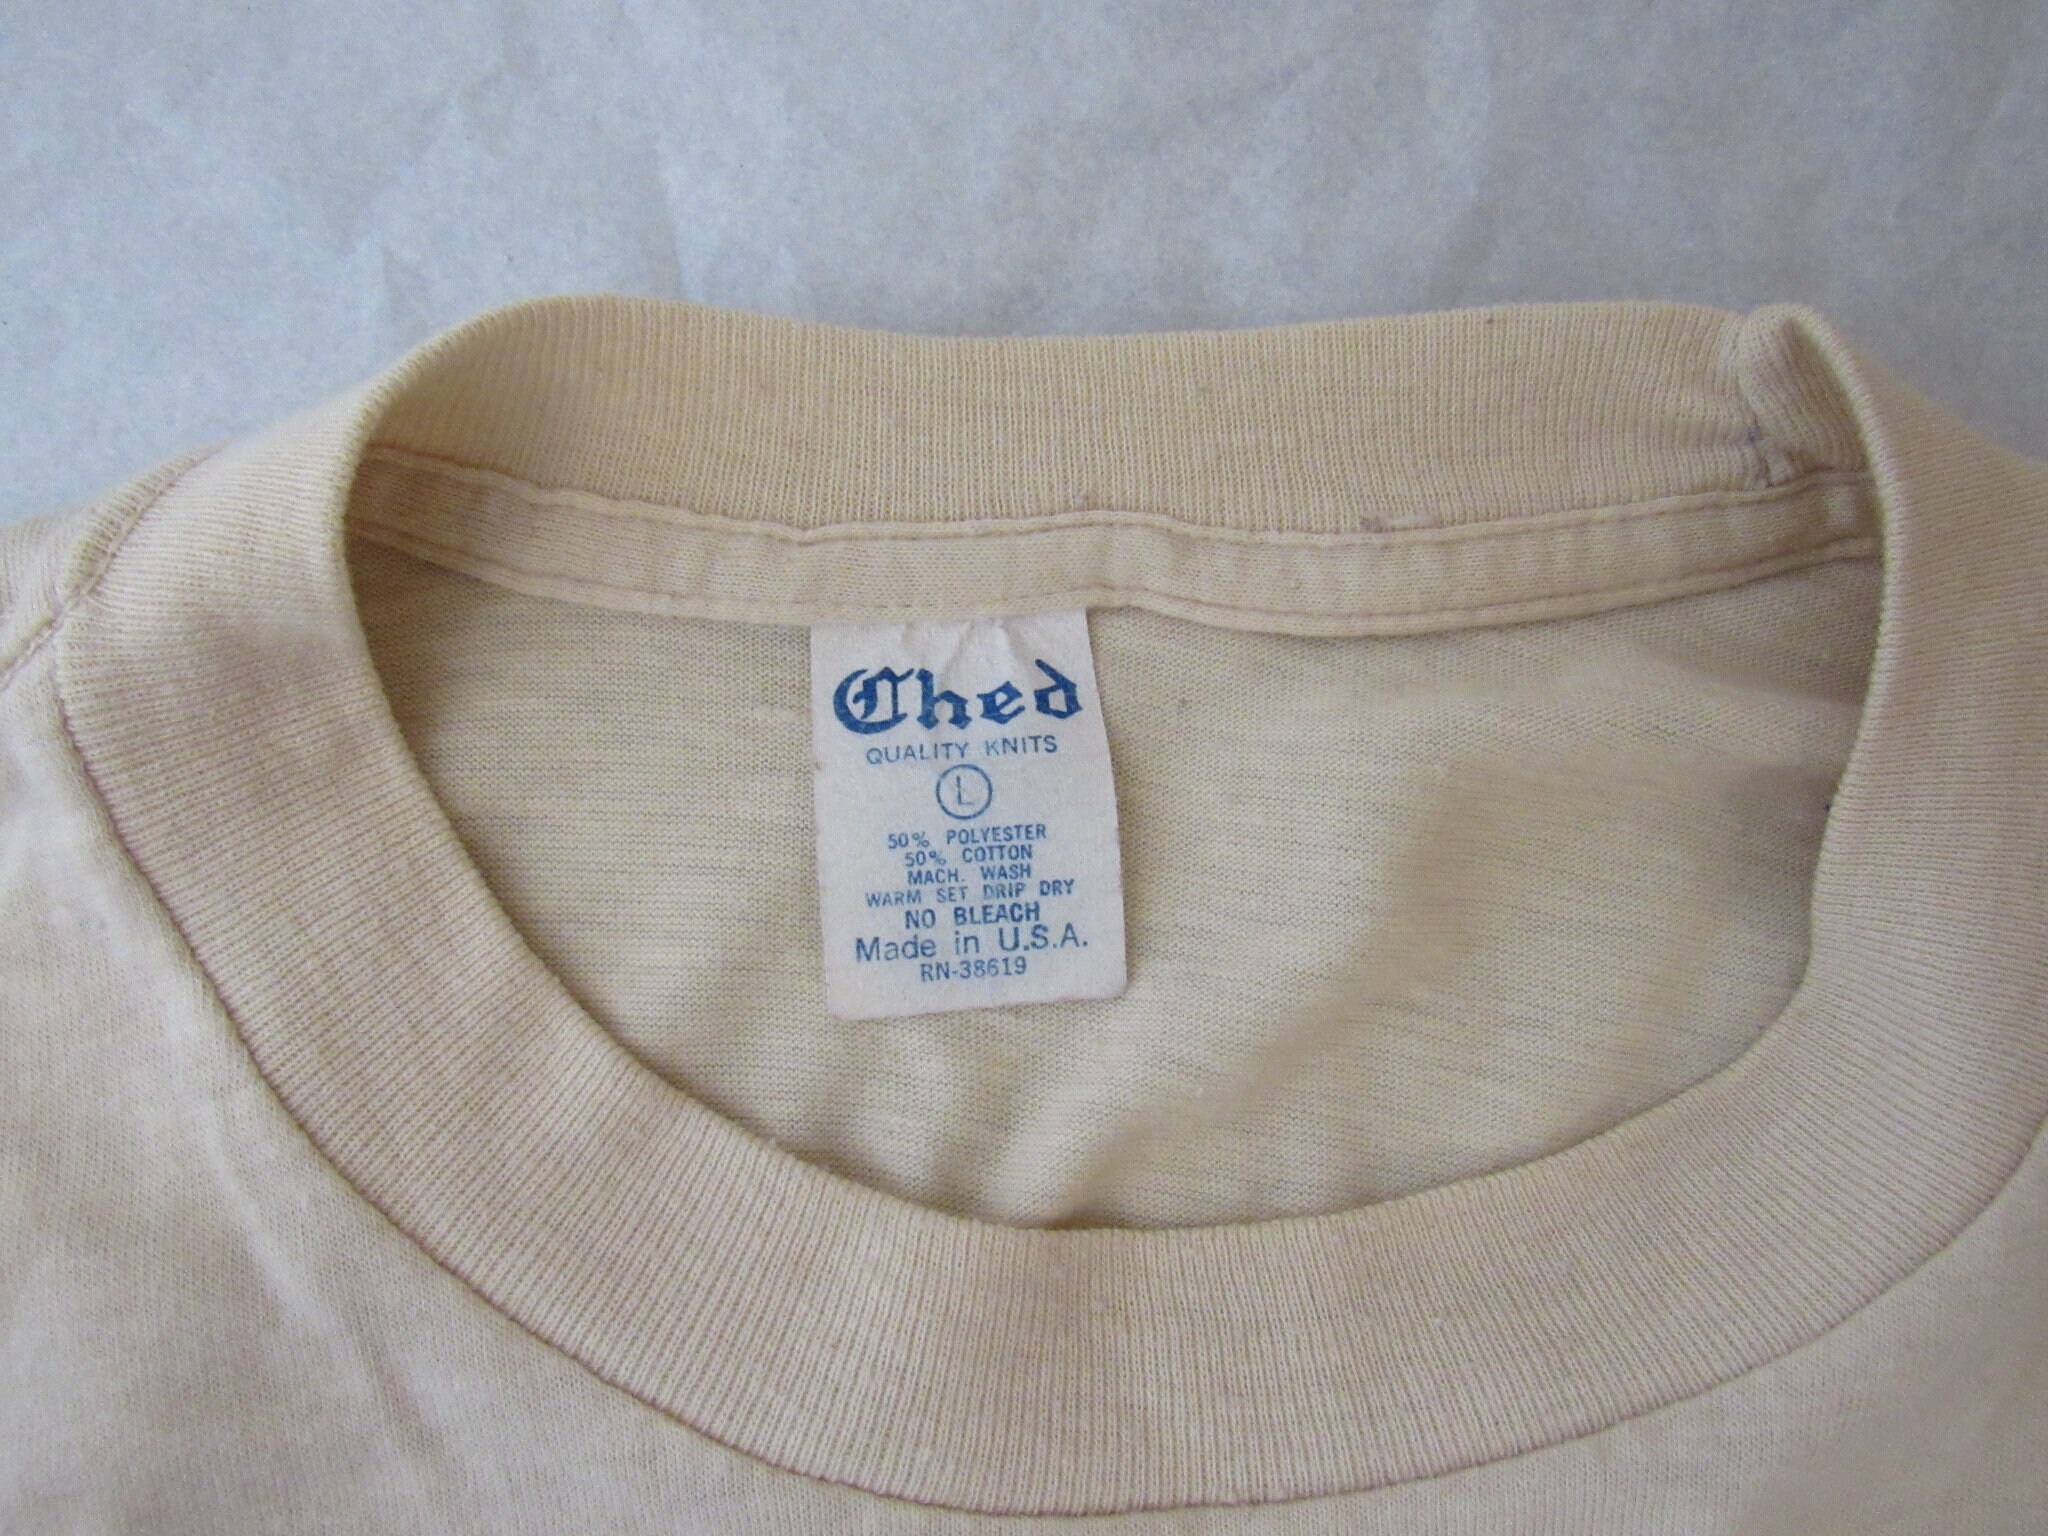 Ched
QUALITY KNITS
L
50% POLYESTER
50% COTTON
MACH. WASH
WARM SET DRIP DRY
NO BLEACH
Made in U.S.A.
RN-38619